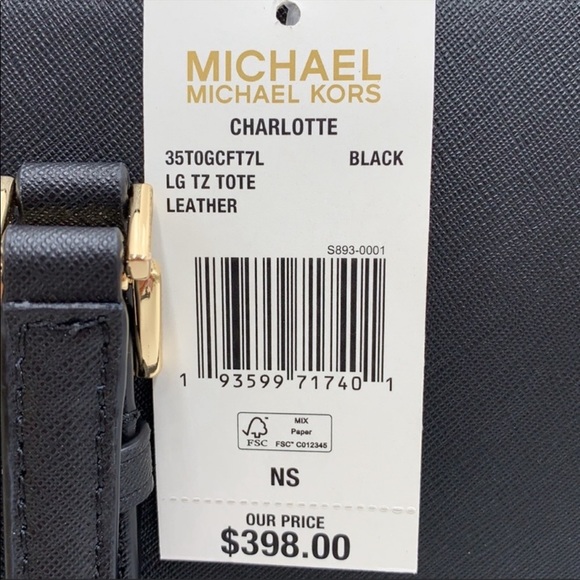 MICHAEL
MICHAEL KORS
CHARLOTTE
35T0GCFT7L BLACK
LG TZ TOTE
LEATHER
S893-0001
1 93599 71740 1
FSC
MIX
Paper
FSC® C012345
NS
OUR PRICE
$398.00